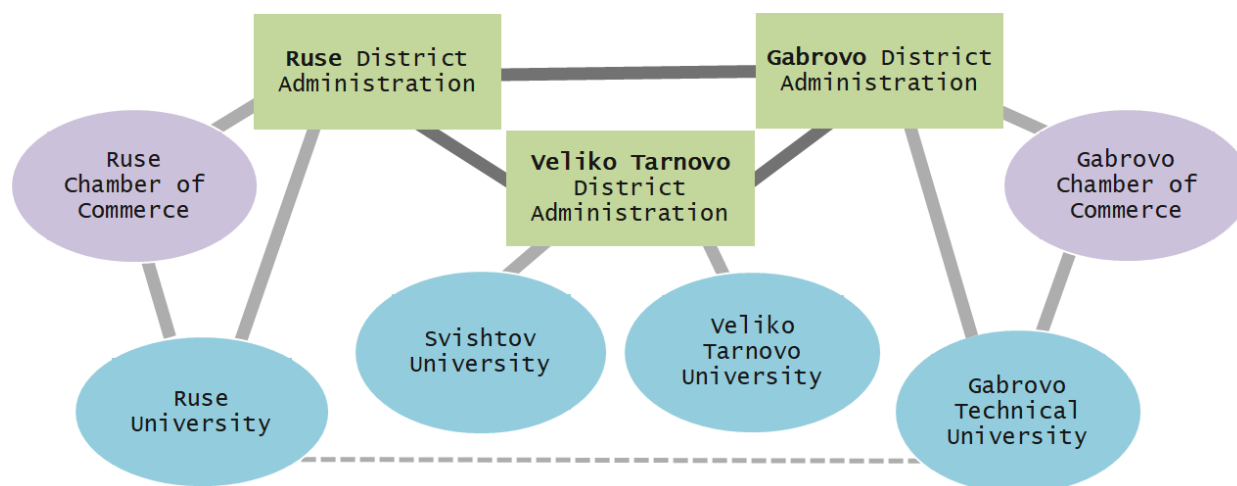 Ruse District
Administration
Gabrovo District
Administration
Veliko Tarnovo
District
Administration
Ruse
Chamber of
Commerce
Gabrovo
Chamber of
Commerce
Svishtov
University
Veliko
Tarnovo
University
Ruse
University
Gabrovo
Technical
University